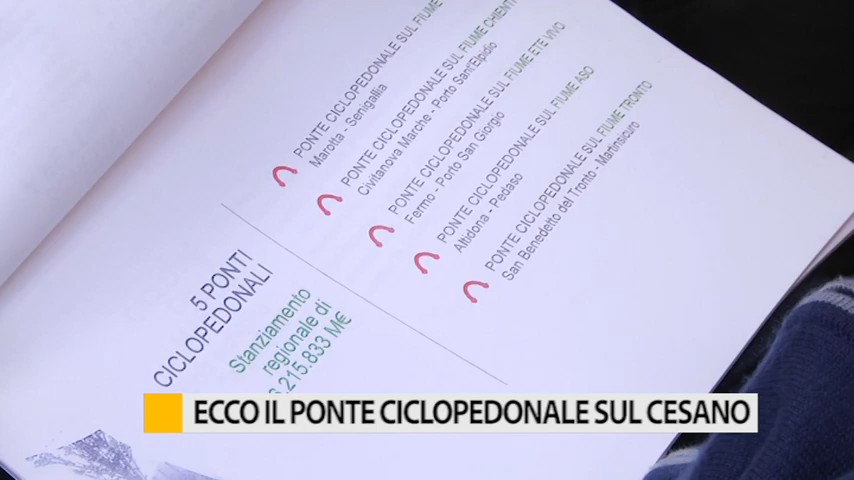 PONTE CICLOPEDONALE SUL FIUME
Marotta - Senigallia
PONTE CICLOPEDONALE SUL FIUME CHIENTI
Civitanova Marche - Porto Sant'Elpidio
PONTE CICLOPEDONALE SUL FIUME ETE VIVO
Fermo - Porto San Giorgio
PONTE CICLOPEDONALE SUL FIUME ASO
Altidona - Pedaso
PONTE CICLOPEDONALE SUL FIUME TRONTO
San Benedetto del Tronto - Martinsicuro
5 PONTI
CICLOPEDONALI
Stanziamento
regionale di
.215.833 M€
ECCO IL PONTE CICLOPEDONALE SUL CESANO